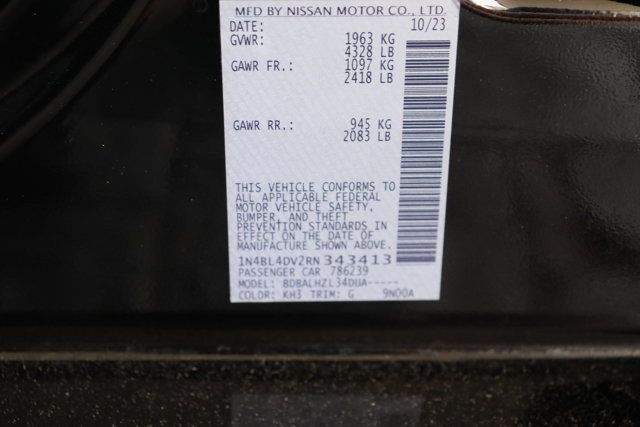 MFD BY NISSAN MOTOR CO., LTD.
DATE: 10/23
GVWR: 1963 KG
4328 LB
GAWR FR.: 1097 KG
2418 LB
GAWR RR.: 945 KG
2083 LB
THIS VEHICLE CONFORMS TO
ALL APPLICABLE FEDERAL
MOTOR VEHICLE SAFETY,
BUMPER, AND THEFT
PREVENTION STANDARDS IN
EFFECT ON THE DATE OF
MANUFACTURE SHOWN ABOVE.
1N4BL4DV2RN343413
PASSENGER CAR 786239
MODEL: BDBALHZL34DUA-----
COLOR: KH3 TRIM: G 9N00A